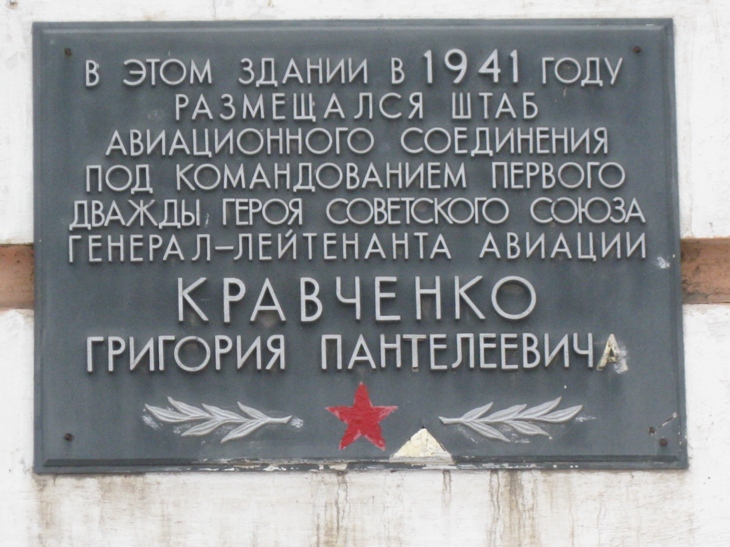 В ЭТОМ ЗДАНИИ В 1941 ГОДУ
РАЗМЕЩАЛСЯ ШТАБ
АВИАЦИОННОГО СОЕДИНЕНИЯ
ПОД КОМАНДОВАНИЕМ ПЕРВОГО
ДВАЖДЫ ГЕРОЯ СОВЕТСКОГО СОЮЗА
ГЕНЕРАЛ-ЛЕЙТЕНАНТА АВИАЦИИ
КРАВЧЕНКО
ГРИГОРИЯ ПАНТЕЛЕЕВИЧА